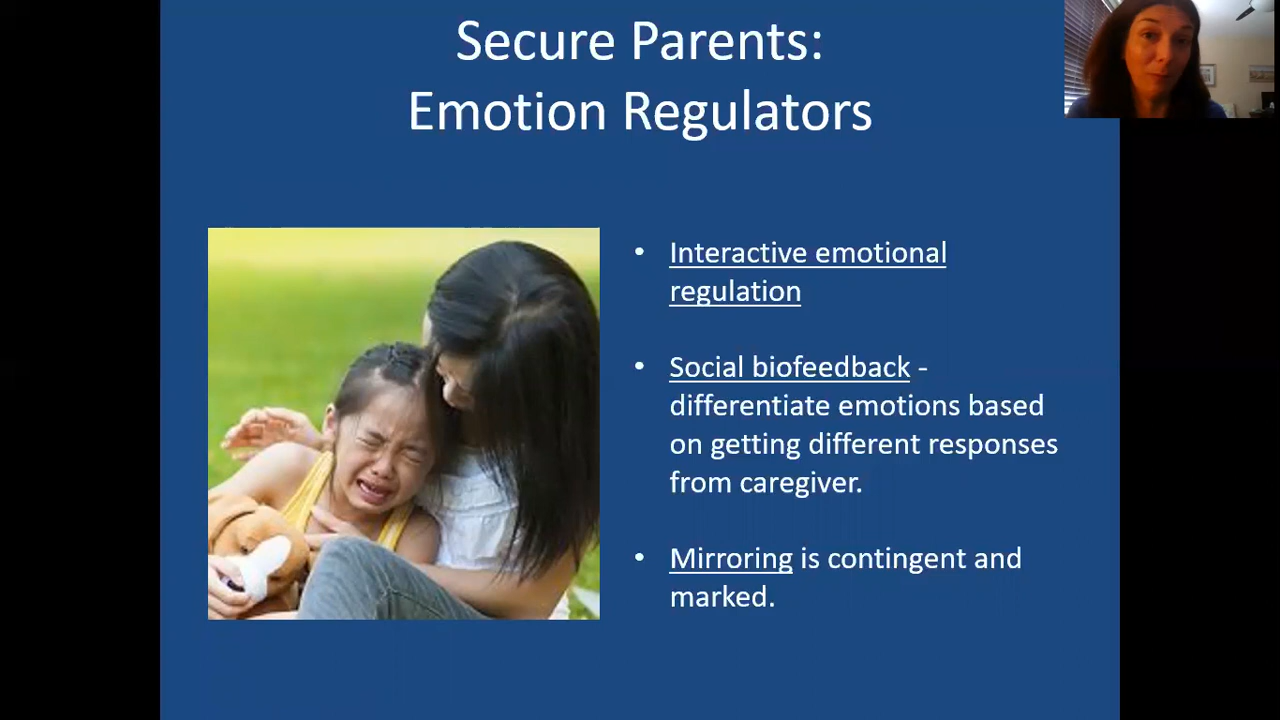 Secure Parents:
Emotion Regulators
• Interactive emotional
regulation
• Social biofeedback -
differentiate emotions based
on getting different responses
from caregiver.
• Mirroring is contingent and
marked.